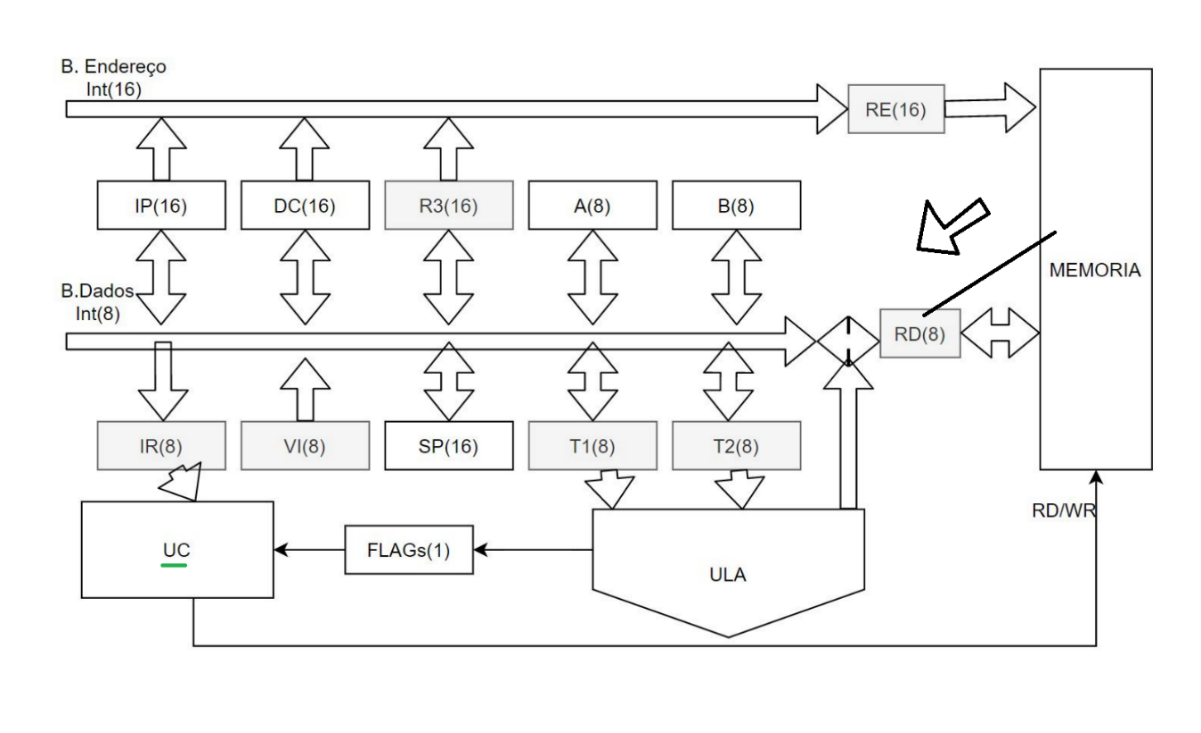 B. Endereço
Int(16)
RE(16)
IP(16)
DC(16)
R3(16)
A(8)
B(8)
MEMORIA
B.Dados
Int(8)
RD(8)
IR(8)
VI(8)
SP(16)
T1(8)
T2(8)
RD/WR
UC
FLAGs(1)
ULA